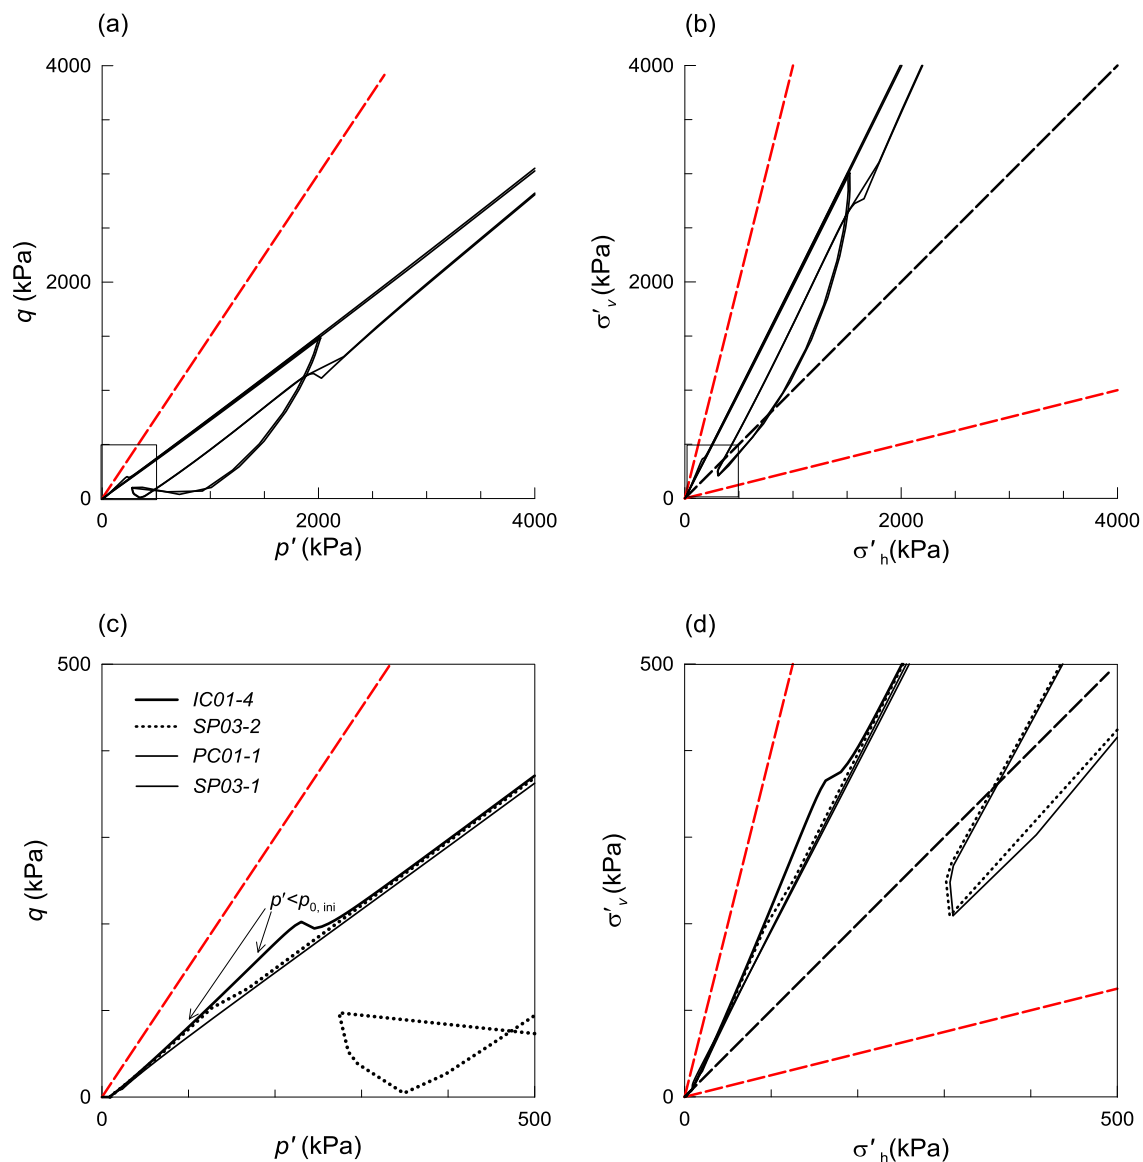 (a)
4000
2000
0
q (kPa)
0
2000
4000
p′ (kPa)
(b)
4000
2000
0
σ′v (kPa)
0
2000
4000
σ′h(kPa)
(c)
500
0
q (kPa)
IC01-4
SP03-2
PC01-1
SP03-1
p′<p0, ini
0
500
p′ (kPa)
(d)
500
0
σ′v (kPa)
0
500
σ′h(kPa)